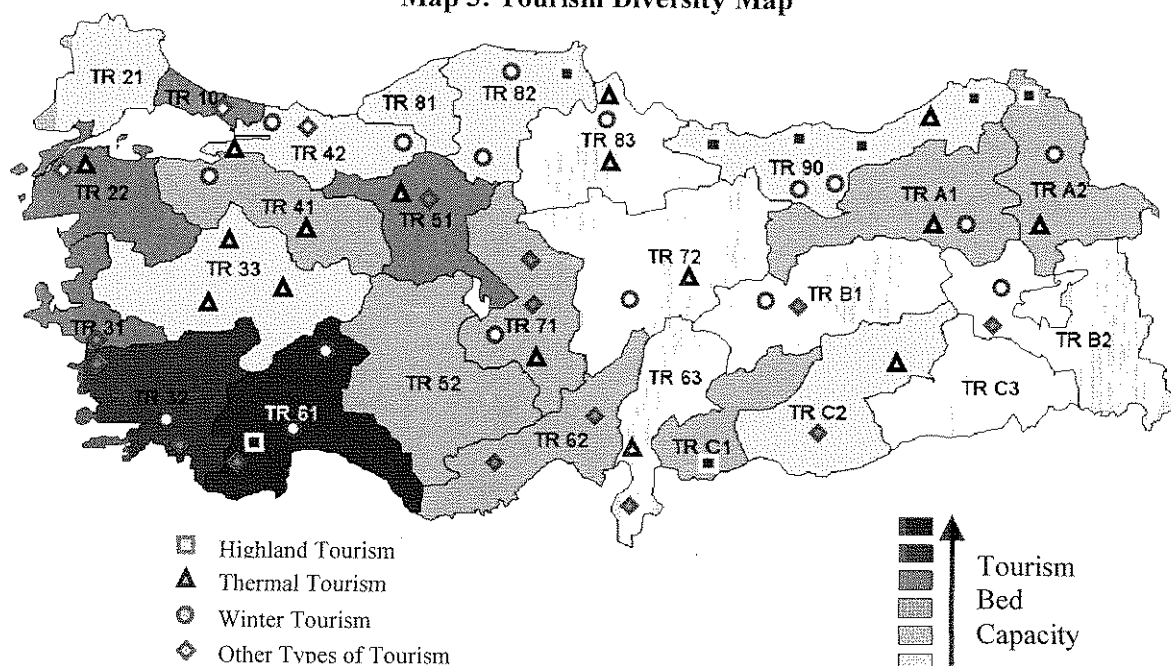 Map 3: Tourism Diversity Map
TR 21
TR 10
TR 81
TR 82
TR 42
TR 83
TR 90
TR A1
TR A2
TR 22
TR 41
TR 51
TR 33
TR 72
TR B1
TR B2
TR 31
TR 71
TR 52
TR 63
TR C3
TR 32
TR 61
TR 62
TR C1
TR C2
Highland Tourism
Thermal Tourism
Winter Tourism
Other Types of Tourism
Tourism
Bed
Capacity